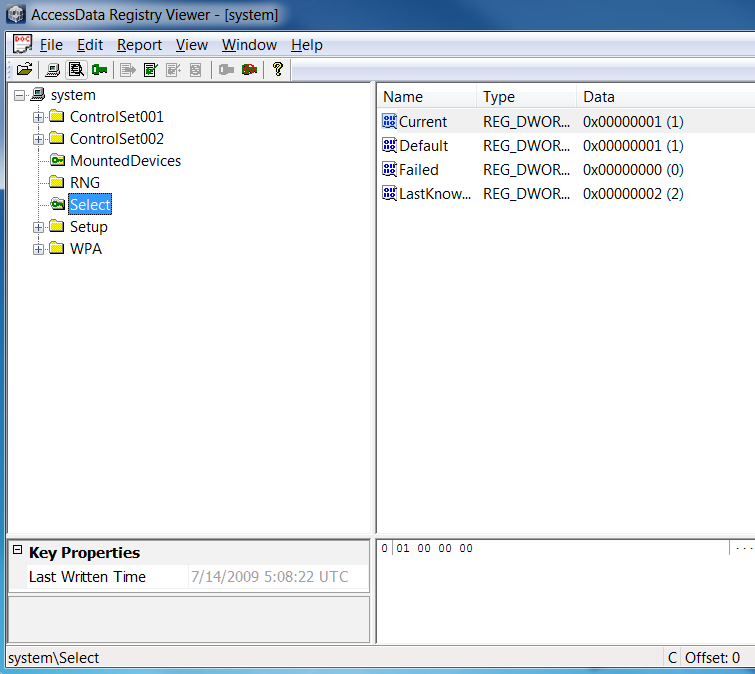 AccessData Registry Viewer - [system]
File Edit Report View Window Help
system
ControlSet001
ControlSet002
MountedDevices
RNG
Select
Setup
WPA
Name Type Data
Current REG_DWOR... 0x00000001 (1)
Default REG_DWOR... 0x00000001 (1)
Failed REG_DWOR... 0x00000000 (0)
LastKnow... REG_DWOR... 0x00000002 (2)
Key Properties
Last Written Time 7/14/2009 5:08:22 UTC
0 01 00 00 00 ...
system\Select C Offset: 0